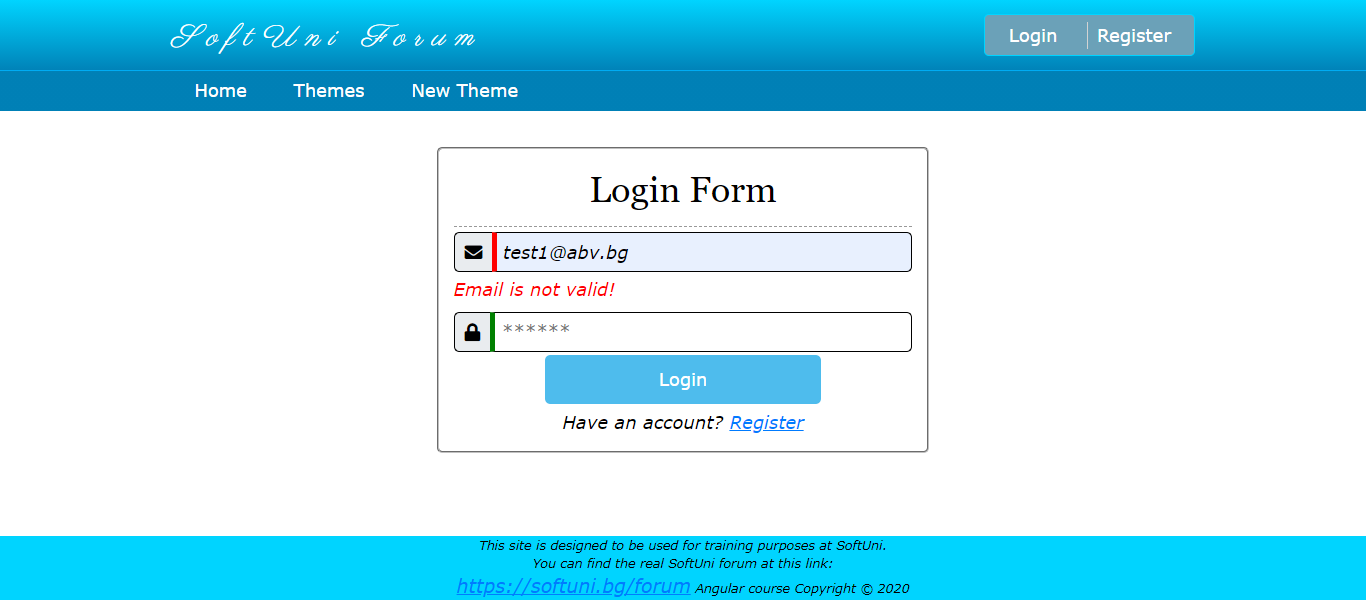 SoftUni Forum
Login Register
Home Themes New Theme
Login Form
test1@abv.bg
Email is not valid!
******
Login
Have an account? Register
This site is designed to be used for training purposes at SoftUni.
You can find the real SoftUni forum at this link:
https://softuni.bg/forum Angular course Copyright © 2020